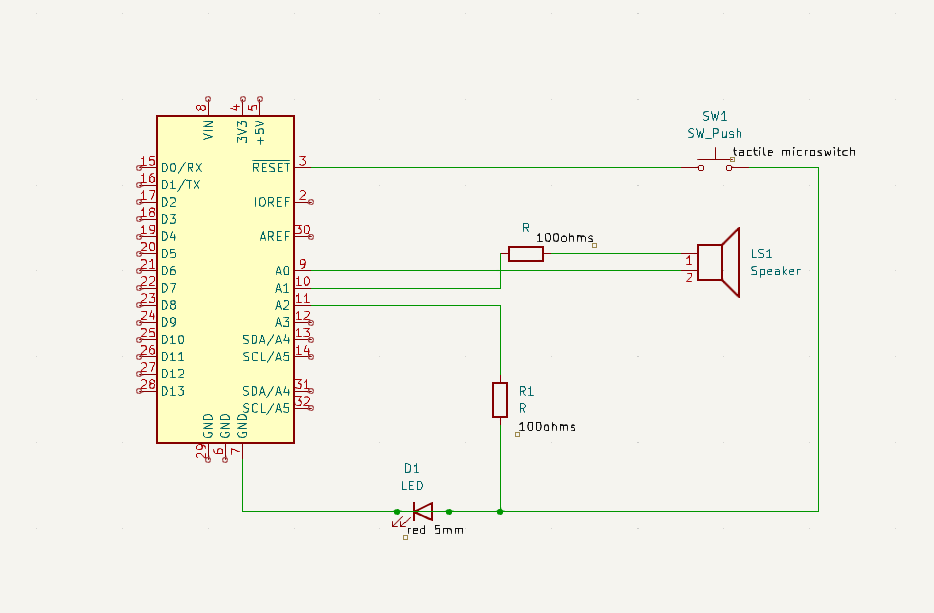 8
4
5
VIN
3V3
+5V
SW1
SW_Push
tactile microswitch
15 D0/RX
RESET 3
16 D1/TX
17 D2
IOREF 2
18 D3
19 D4
AREF 30
R
100ohms
20 D5
21 D6
A0 9
22 D7
A1 10
1
2
LS1
Speaker
23 D8
A2 11
24 D9
A3 12
25 D10
SDA/A4 13
26 D11
SCL/A5 14
27 D12
28 D13
SDA/A4 31
SCL/A5 32
R1
R
100ohms
GND
GND
GND
29
6
7
D1
LED
red 5mm